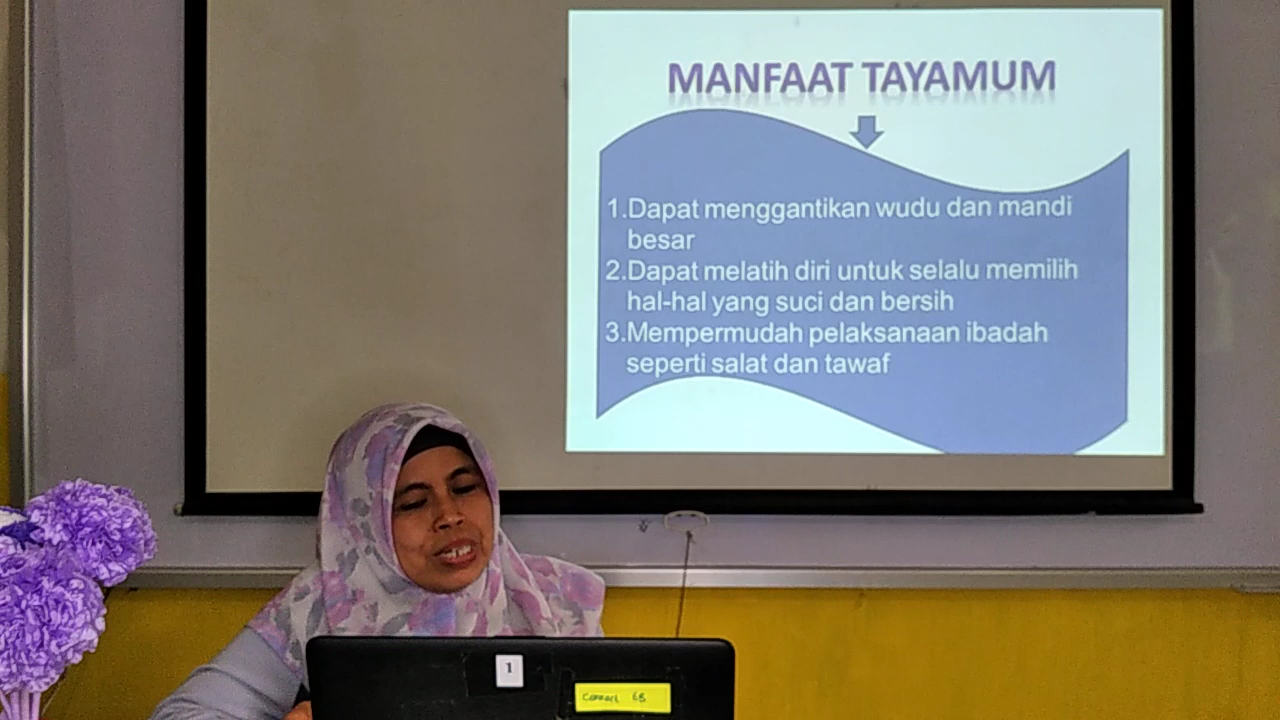 MANFAAT TAYAMUM
1.Dapat menggantikan wudu dan mandi
besar
2.Dapat melatih diri untuk selalu memilih
hal-hal yang suci dan bersih
3.Mempermudah pelaksanaan ibadah
seperti salat dan tawaf
1